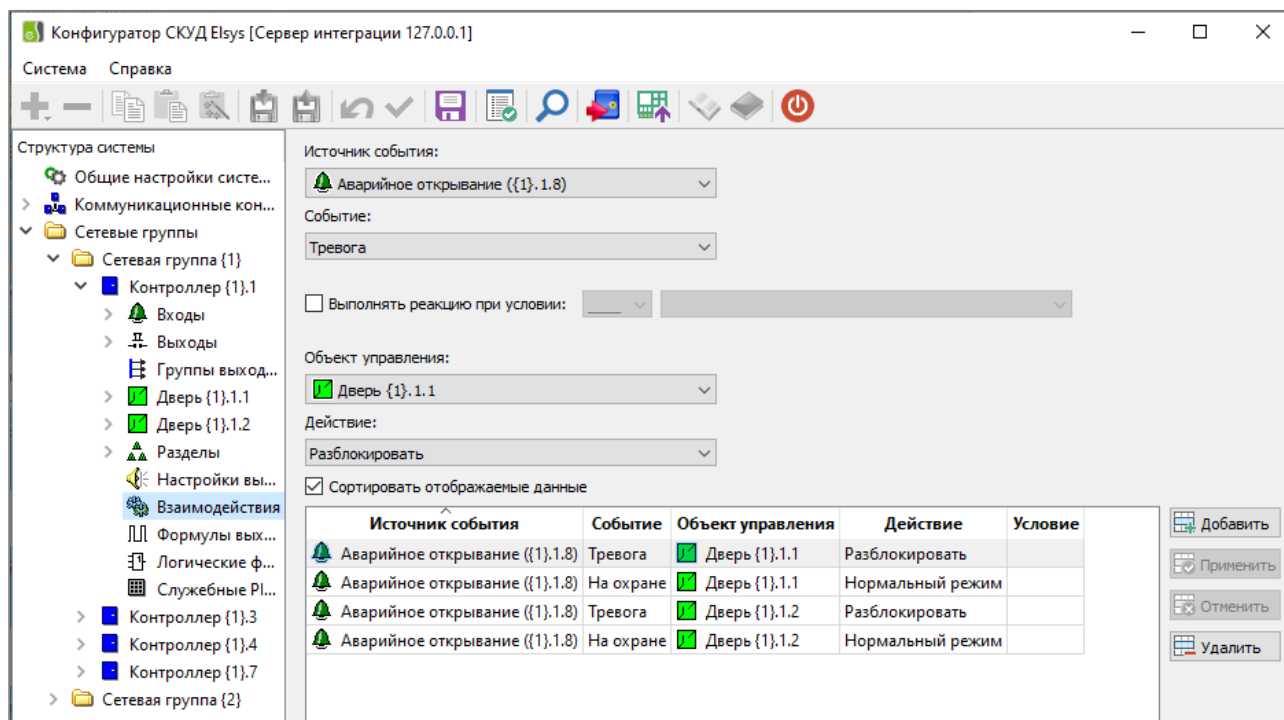 Конфигуратор СКУД Elsys [Сервер интеграции 127.0.0.1]
Система Справка
Структура системы
Общие настройки систе...
Коммуникационные кон...
Сетевые группы
Сетевая группа {1}
Контроллер {1}.1
Входы
Выходы
Группы выход...
Дверь {1}.1.1
Дверь {1}.1.2
Разделы
Настройки вы...
Взаимодействия
Формулы вых...
Логические ф...
Служебные PI...
Контроллер {1}.3
Контроллер {1}.4
Контроллер {1}.7
Сетевая группа {2}
Источник события:
Аварийное открывание ({1}.1.8)
Событие:
Тревога
Выполнять реакцию при условии:
Объект управления:
Дверь {1}.1.1
Действие:
Разблокировать
Сортировать отображаемые данные
Источник события Событие Объект управления Действие Условие
Аварийное открывание ({1}.1.8) Тревога Дверь {1}.1.1 Разблокировать
Аварийное открывание ({1}.1.8) На охране Дверь {1}.1.1 Нормальный режим
Аварийное открывание ({1}.1.8) Тревога Дверь {1}.1.2 Разблокировать
Аварийное открывание ({1}.1.8) На охране Дверь {1}.1.2 Нормальный режим
Добавить
Применить
Отменить
Удалить